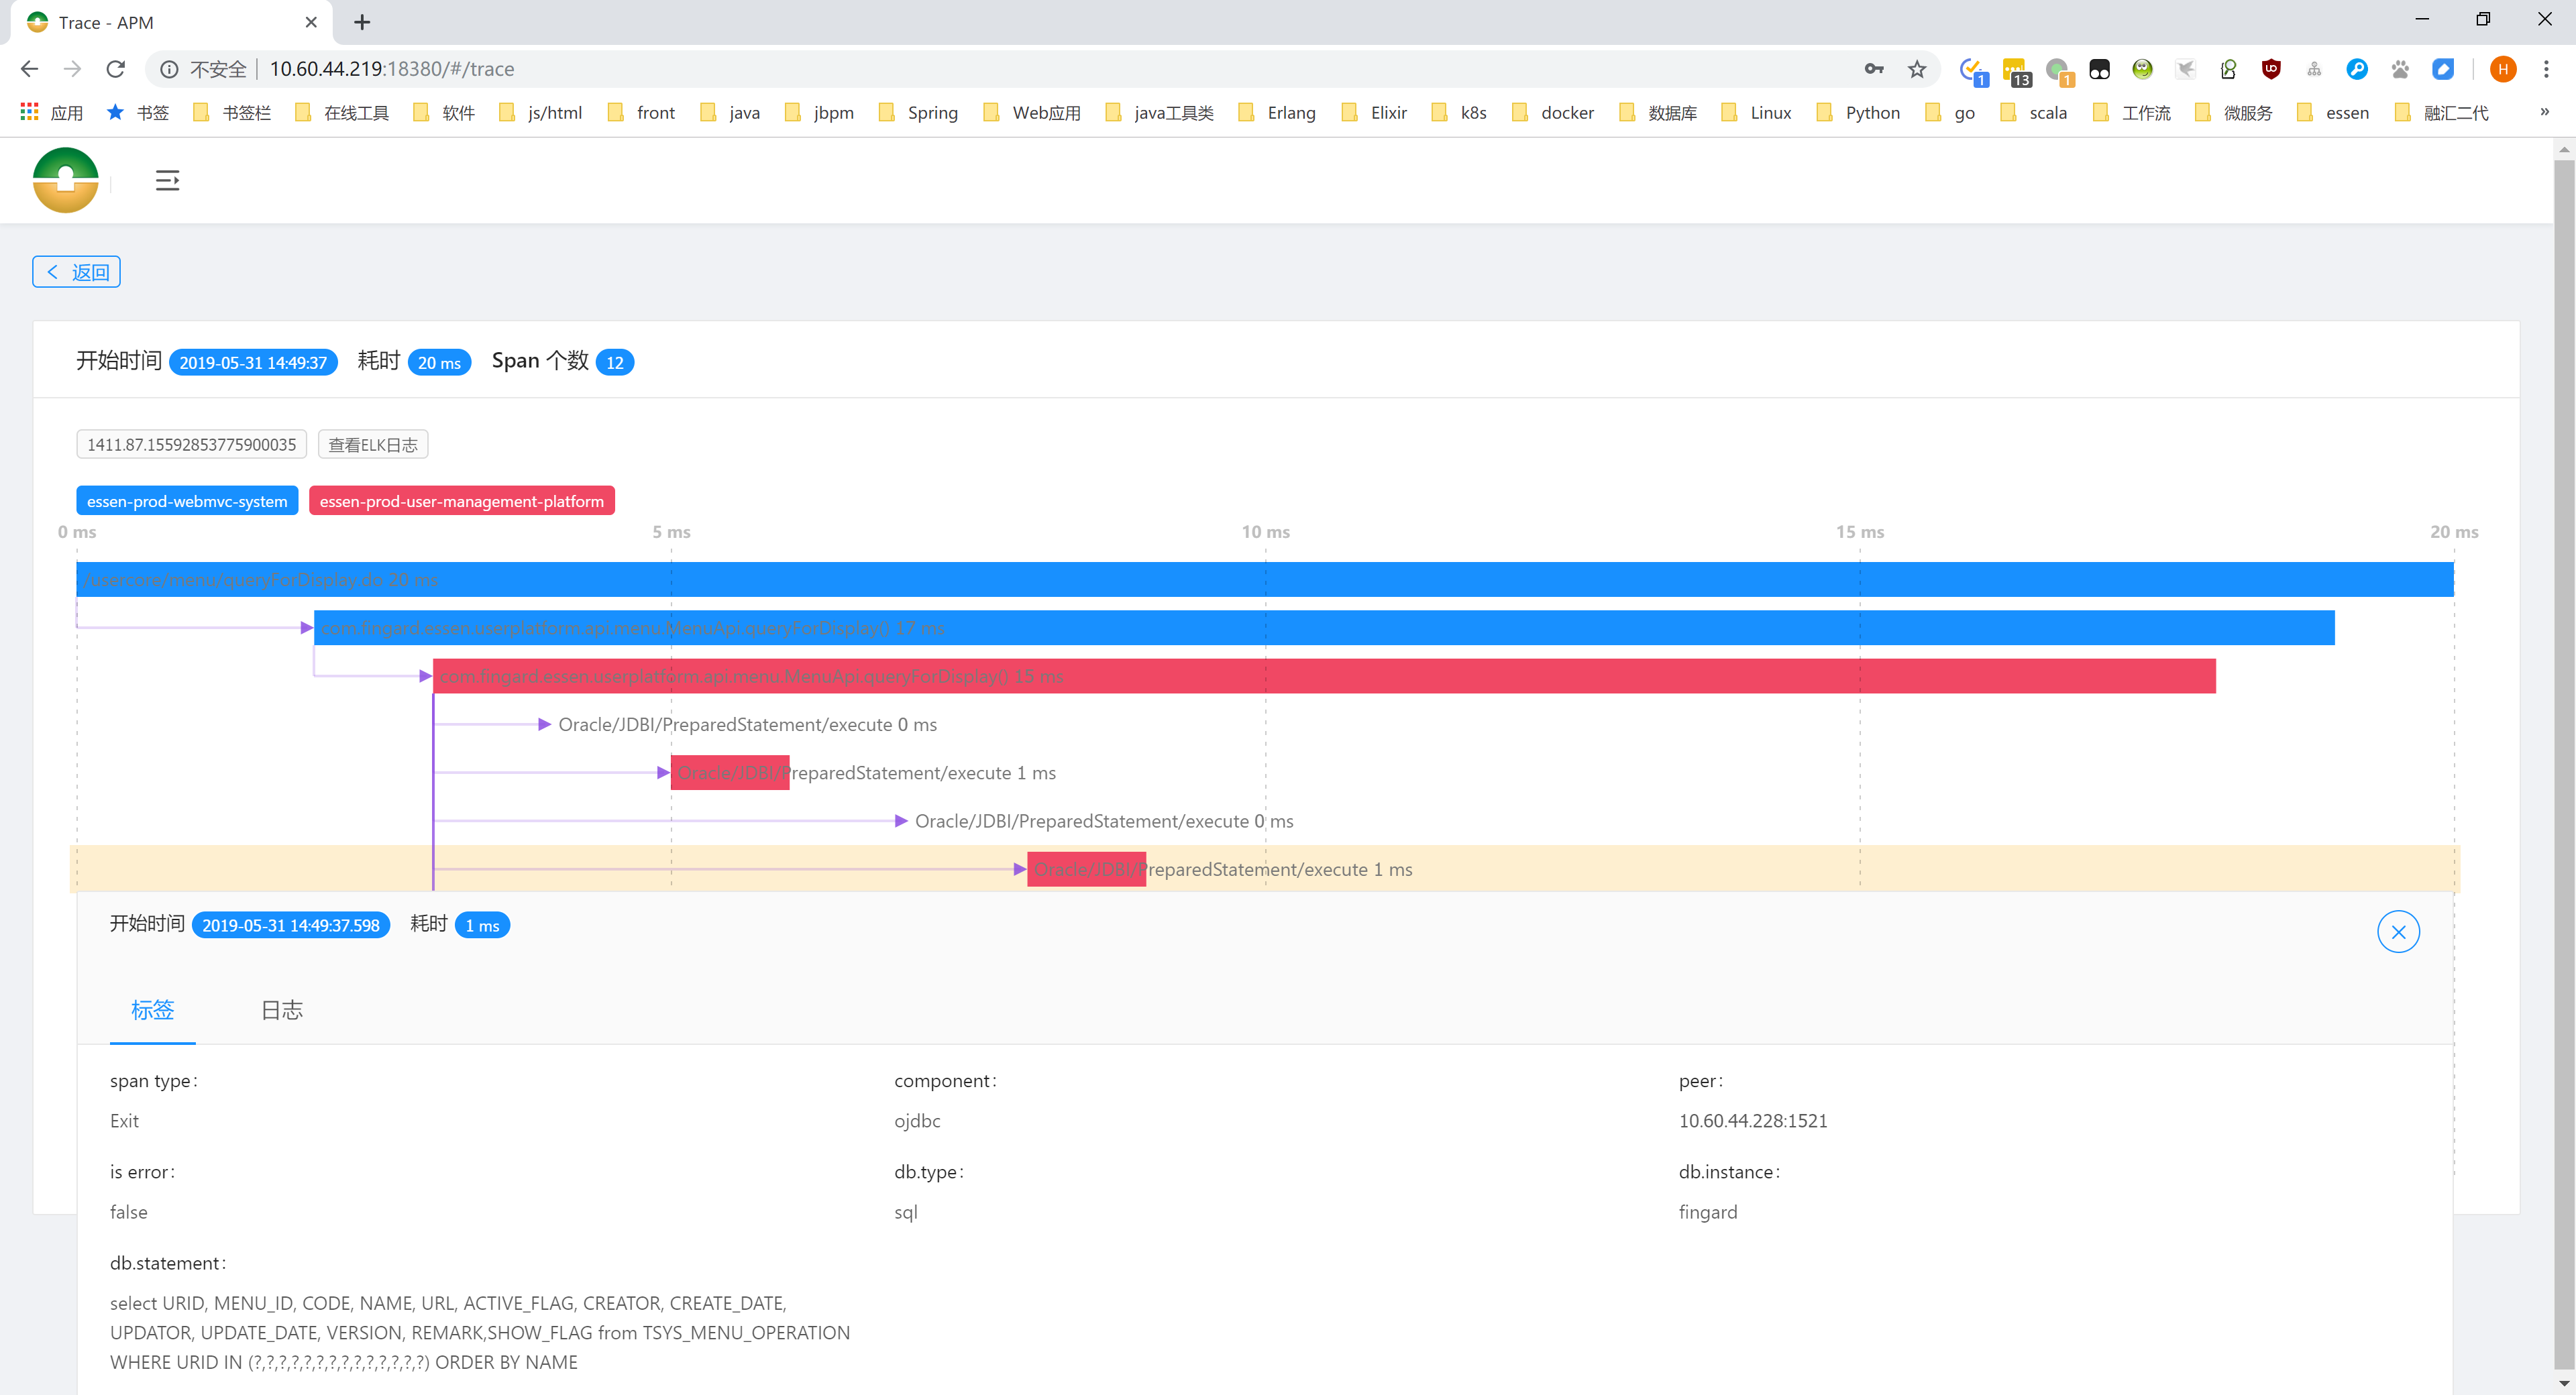 Trace - APM
不安全 10.60.44.219:18380/#/trace
1 13 1 H
应用 书签 书签栏 在线工具 软件 js/html front java jbpm Spring Web应用 java工具类 Erlang Elixir k8s docker 数据库 Linux Python go scala 工作流 微服务 essen 融汇二代 »
返回
开始时间 2019-05-31 14:49:37 耗时 20 ms Span 个数 12
1411.87.15592853775900035 查看ELK日志
essen-prod-webmvc-system essen-prod-user-management-platform
0 ms 5 ms 10 ms 15 ms 20 ms
/usercore/menu/queryForDisplay.do 20 ms
com.fingard.essen.userplatform.api.menu.MenuApi.queryForDisplay() 17 ms
com.fingard.essen.userplatform.api.menu.MenuApi.queryForDisplay() 15 ms
Oracle/JDBI/PreparedStatement/execute 0 ms
Oracle/JDBI/PreparedStatement/execute 1 ms
Oracle/JDBI/PreparedStatement/execute 0 ms
Oracle/JDBI/PreparedStatement/execute 1 ms
开始时间 2019-05-31 14:49:37.598 耗时 1 ms
标签 日志
span type: component: peer:
Exit ojdbc 10.60.44.228:1521
is error: db.type: db.instance:
false sql fingard
db.statement:
select URID, MENU_ID, CODE, NAME, URL, ACTIVE_FLAG, CREATOR, CREATE_DATE,
UPDATOR, UPDATE_DATE, VERSION, REMARK,SHOW_FLAG from TSYS_MENU_OPERATION
WHERE URID IN (?,?,?,?,?,?,?,?,?,?,?,?,?,?) ORDER BY NAME